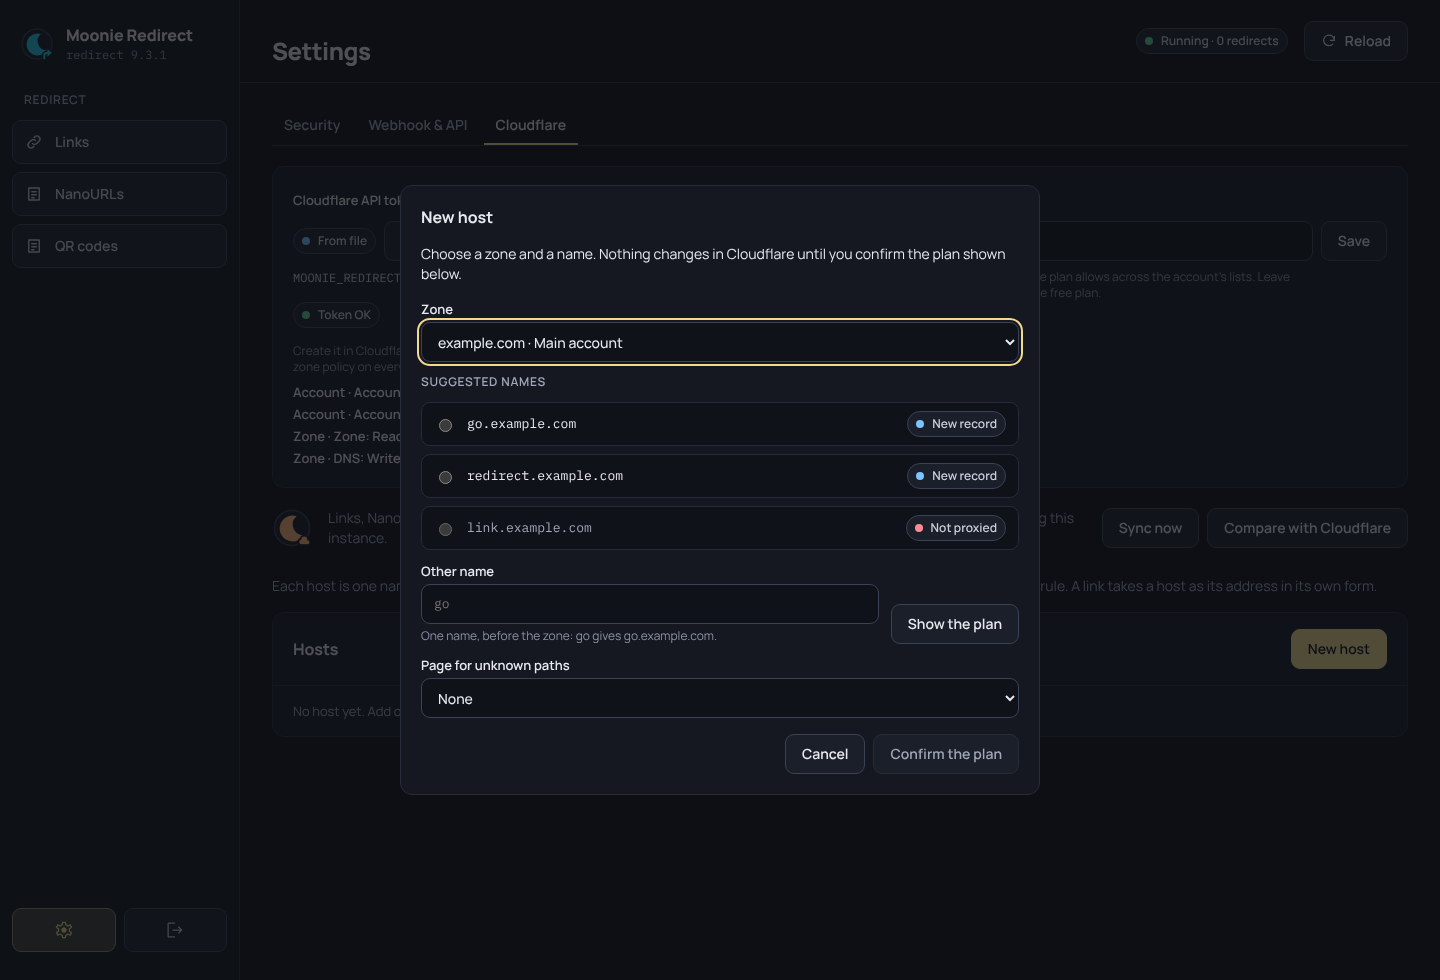 Moonie Redirect
redirect 9.3.1
REDIRECT
Links
NanoURLs
QR codes
Settings
Running · 0 redirects
Reload
Security
Webhook & API
Cloudflare
Cloudflare API tok
From file
Save
MOONIE_REDIRECT
e plan allows across the account's lists. Leave
e free plan.
Token OK
Create it in Cloudfla
zone policy on every
Account · Accoun
Account · Accoun
Zone · Zone: Read
Zone · DNS: Write
Links, Nano
instance.
g this
Sync now
Compare with Cloudflare
Each host is one nam
rule. A link takes a host as its address in its own form.
Hosts
New host
No host yet. Add o
New host
Choose a zone and a name. Nothing changes in Cloudflare until you confirm the plan shown
below.
Zone
example.com · Main account
SUGGESTED NAMES
go.example.com
New record
redirect.example.com
New record
link.example.com
Not proxied
Other name
go
One name, before the zone: go gives go.example.com.
Show the plan
Page for unknown paths
None
Cancel
Confirm the plan